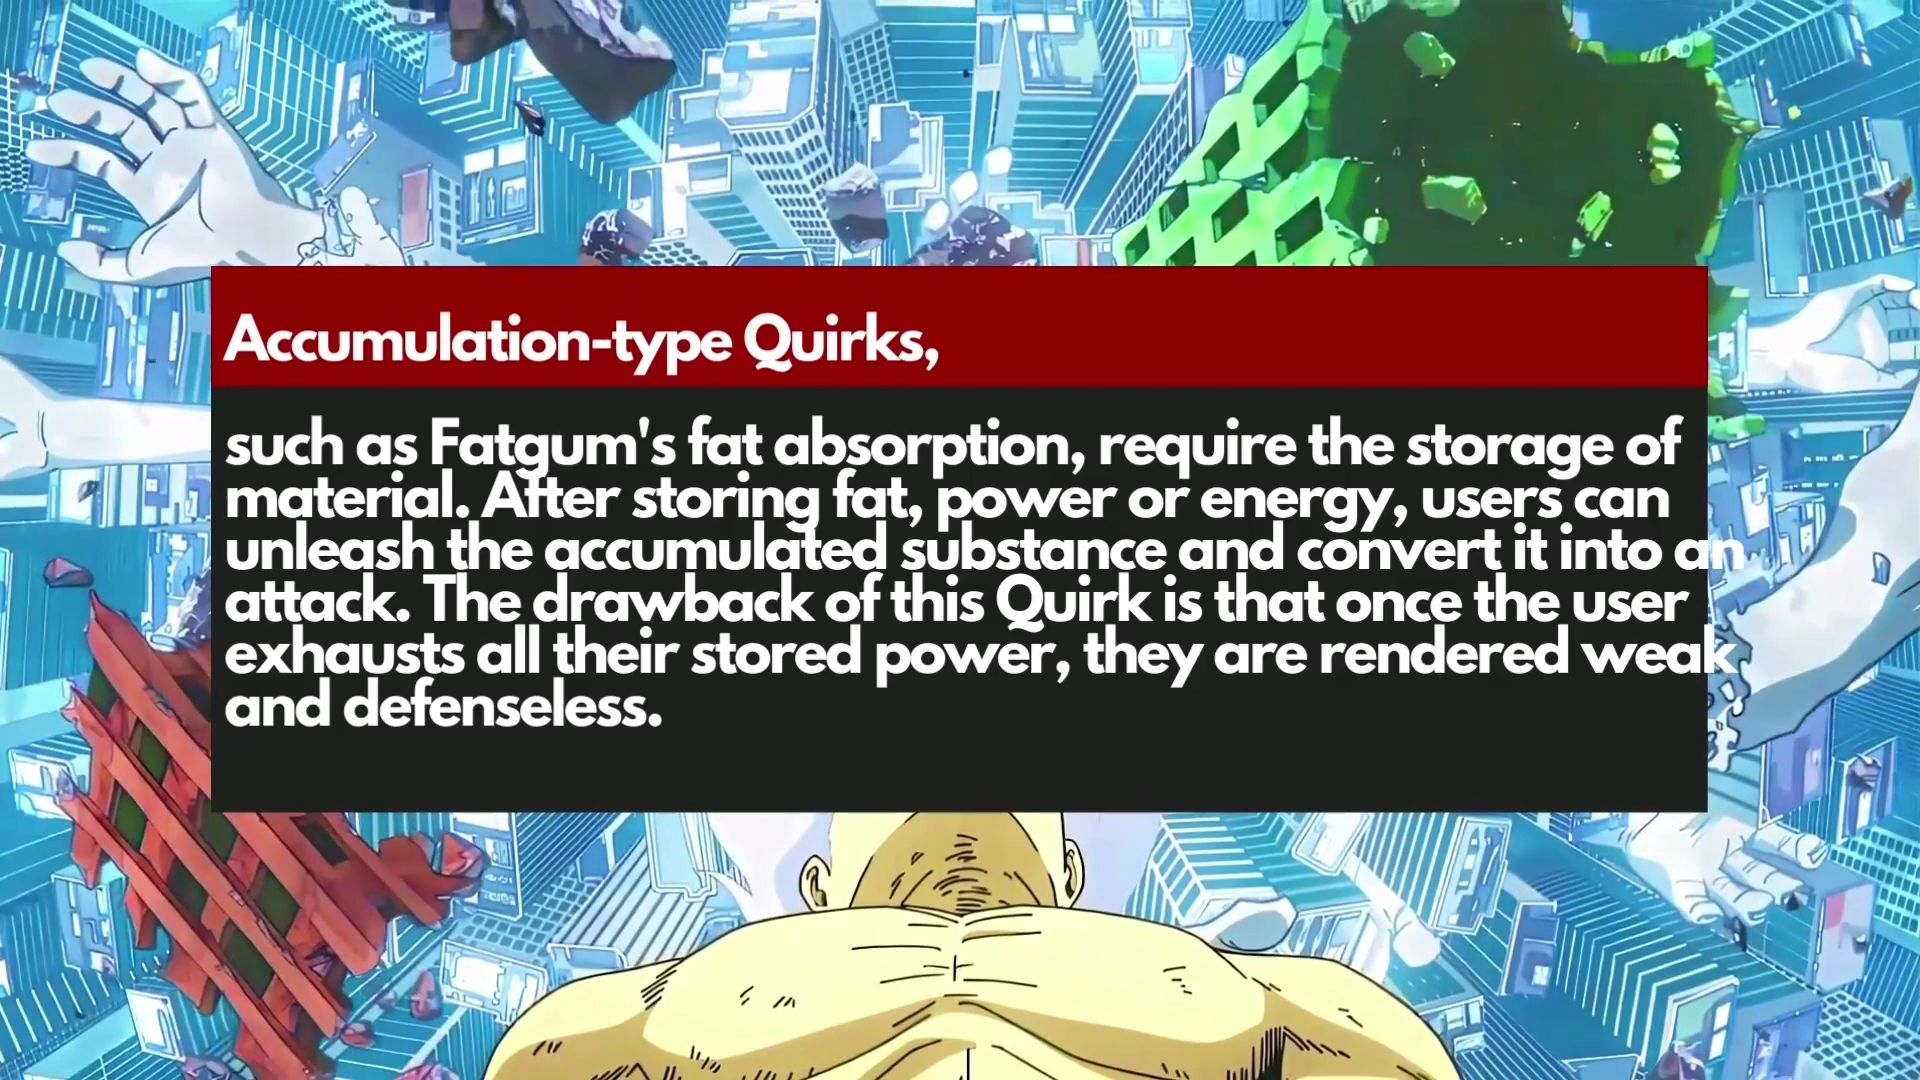 Accumulation-type Quirks,
such as Fatgum's fat absorption, require the storage of
material. After storing fat, power or energy, users can
unleash the accumulated substance and convert it into an
attack. The drawback of this Quirk is that once the user
exhausts all their stored power, they are rendered weak
and defenseless.